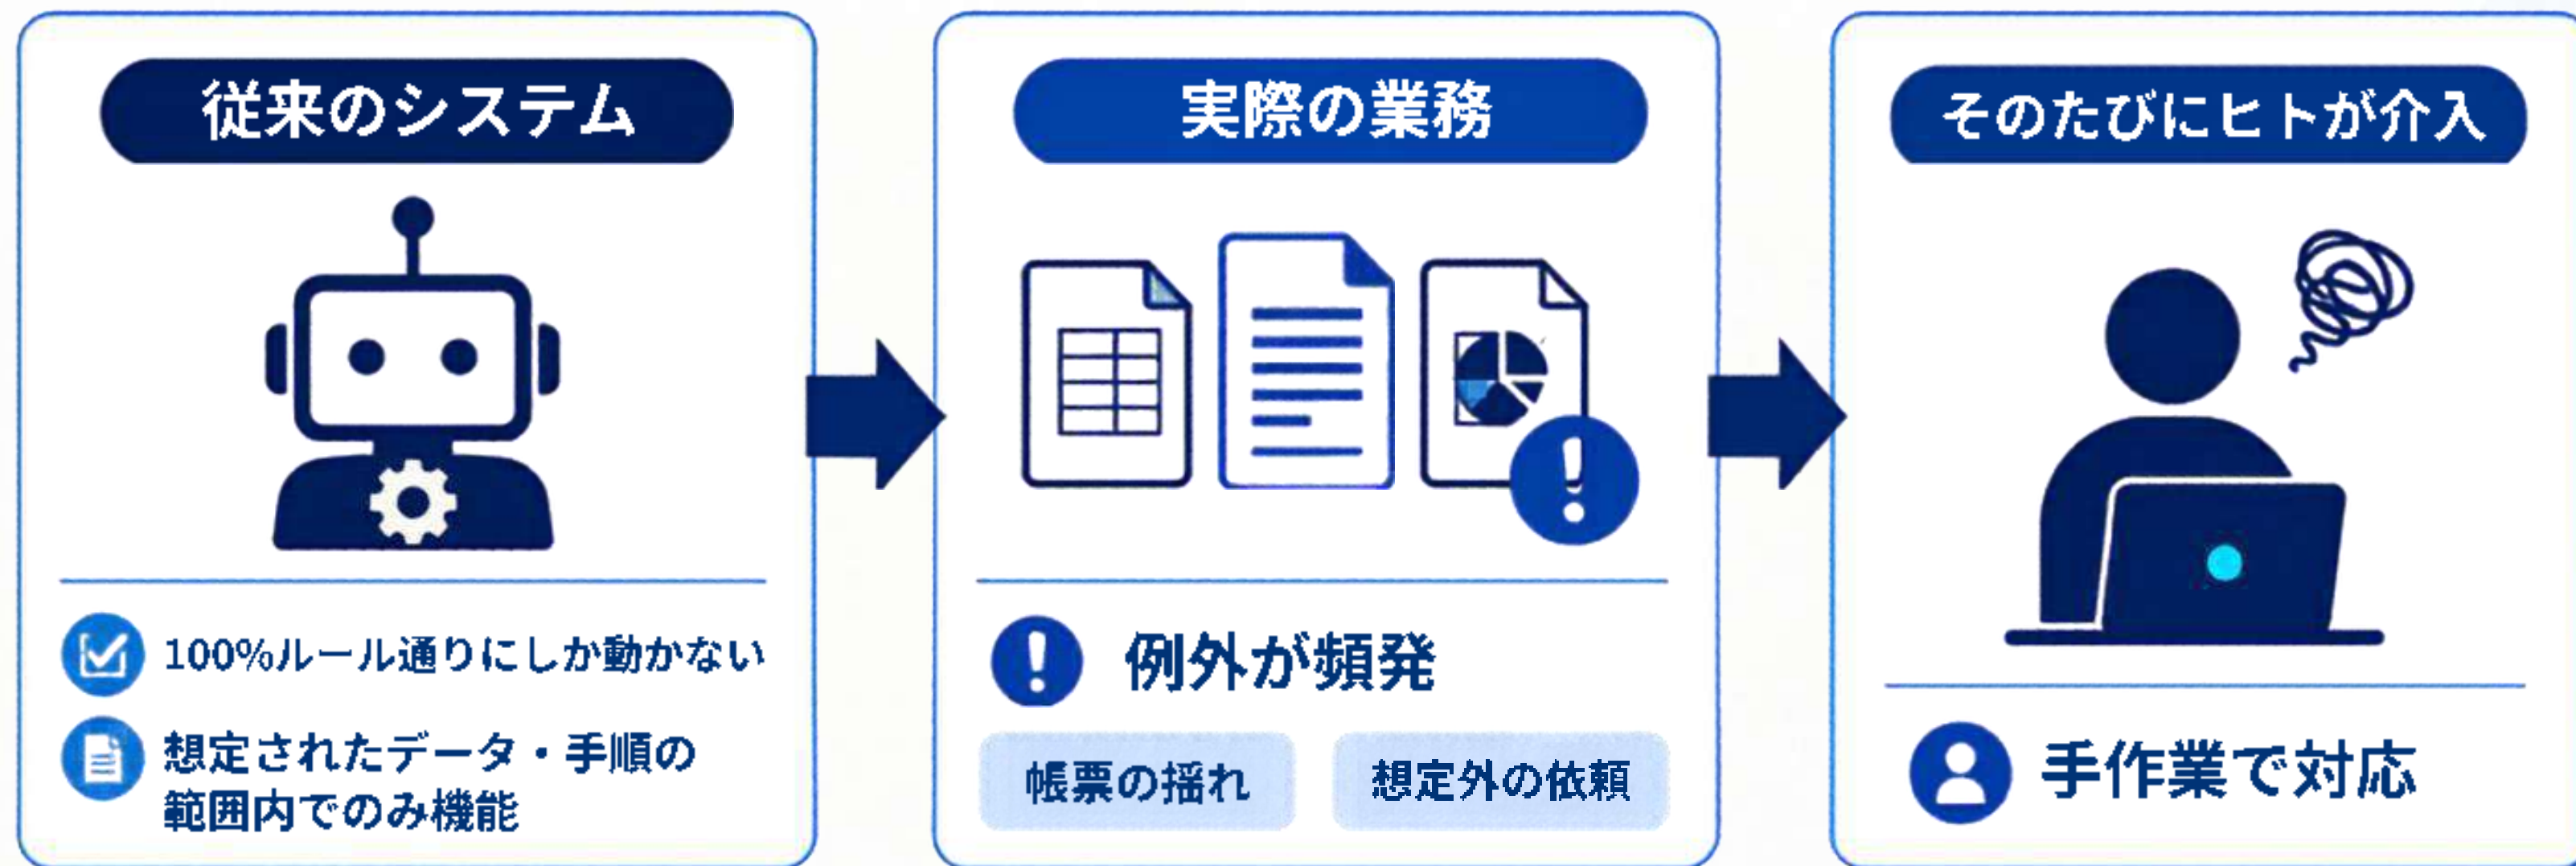 従来のシステム
100%ルール通りにしか動かない
想定されたデータ・手順の
範囲内でのみ機能
実際の業務
例外が頻発
帳票の揺れ
想定外の依頼
そのたびにヒトが介入
手作業で対応